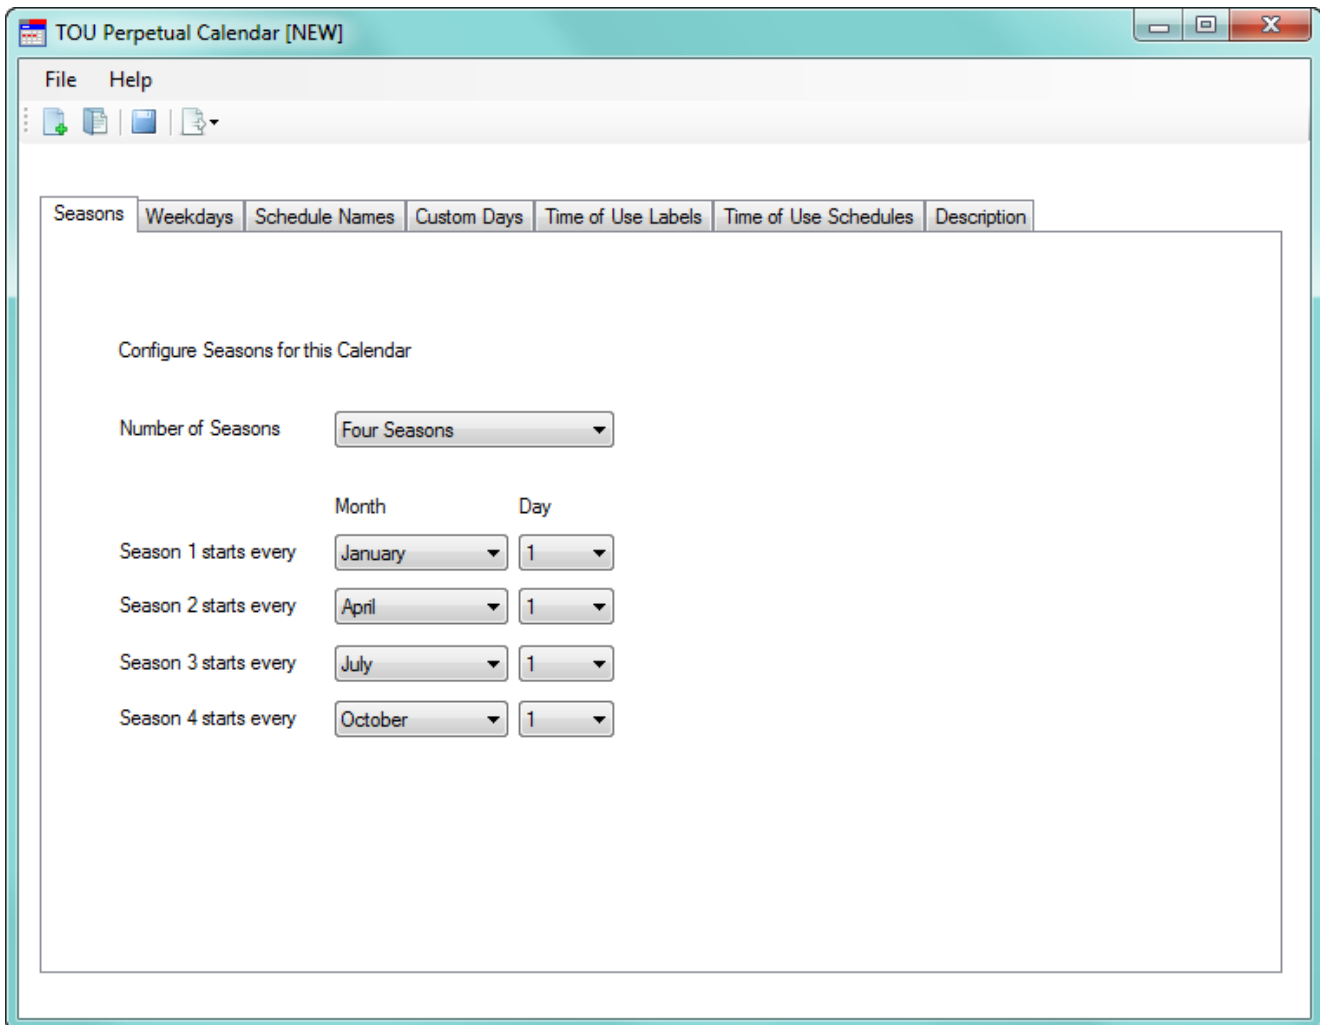 TOU Perpetual Calendar [NEW]
File Help
Seasons Weekdays Schedule Names Custom Days Time of Use Labels Time of Use Schedules Description
Configure Seasons for this Calendar
Number of Seasons Four Seasons
Month Day
Season 1 starts every January 1
Season 2 starts every April 1
Season 3 starts every July 1
Season 4 starts every October 1